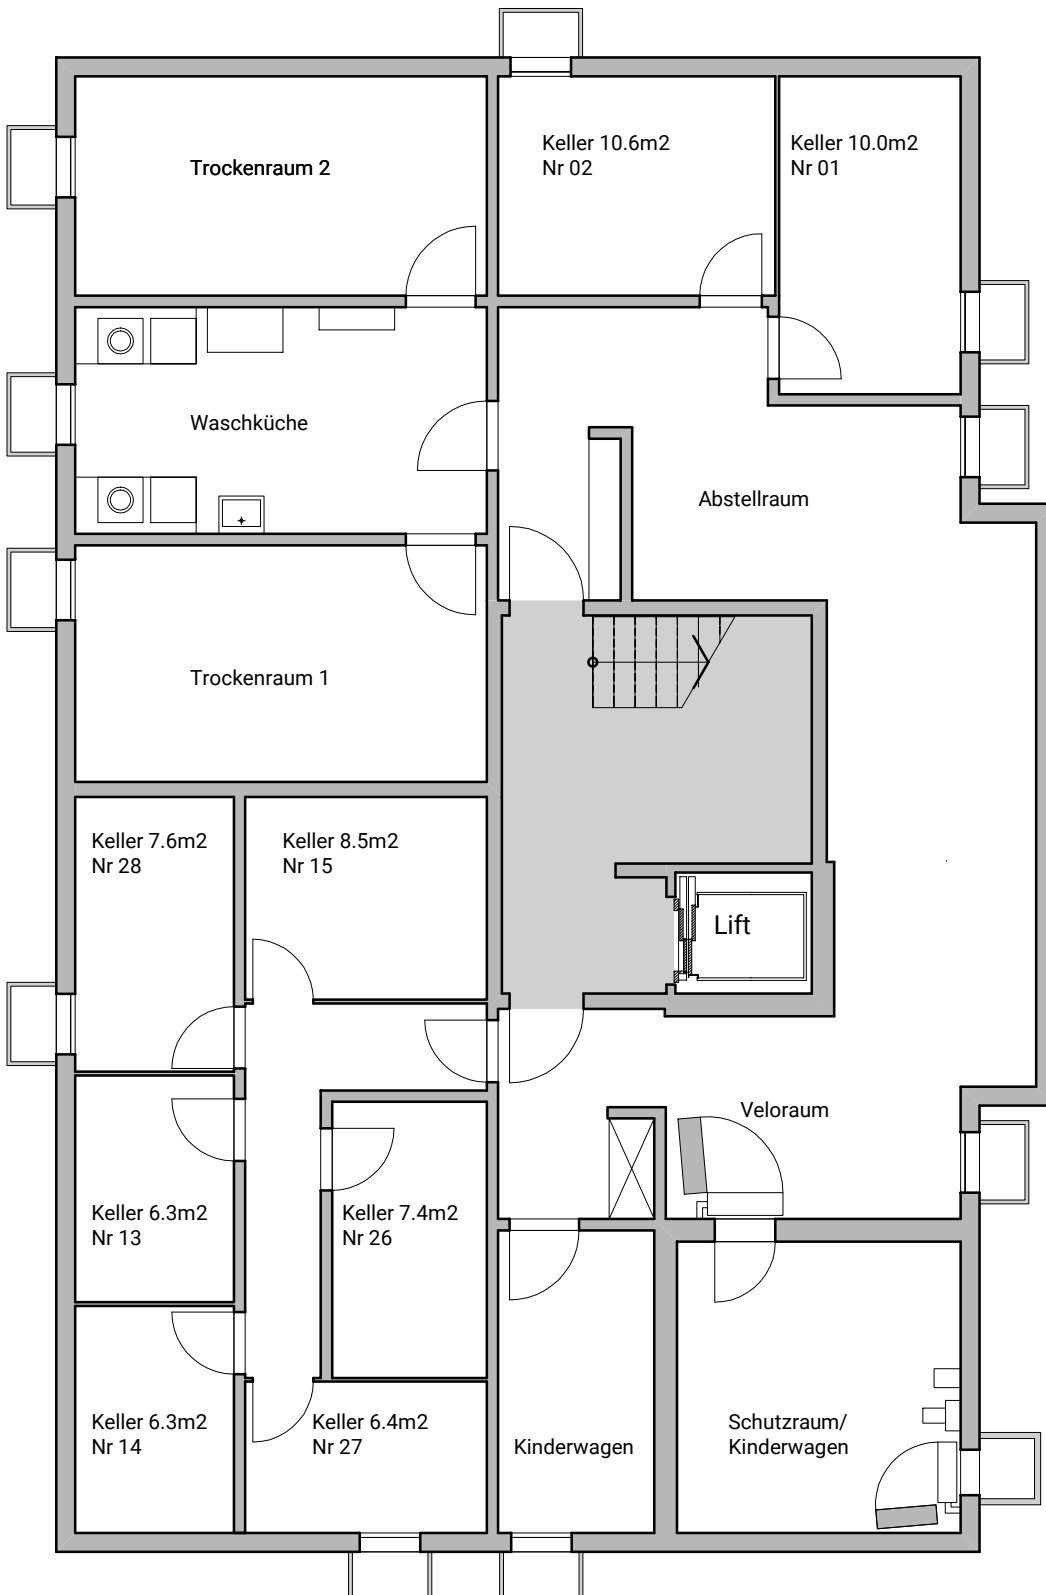 Trockenraum 2
Keller 10.6m2
Nr 02
Keller 10.0m2
Nr 01
Waschküche
Abstellraum
Trockenraum 1
Keller 7.6m2
Nr 28
Keller 8.5m2
Nr 15
Lift
Veloraum
Keller 6.3m2
Nr 13
Keller 7.4m2
Nr 26
Keller 6.3m2
Nr 14
Keller 6.4m2
Nr 27
Kinderwagen
Schutzraum/
Kinderwagen